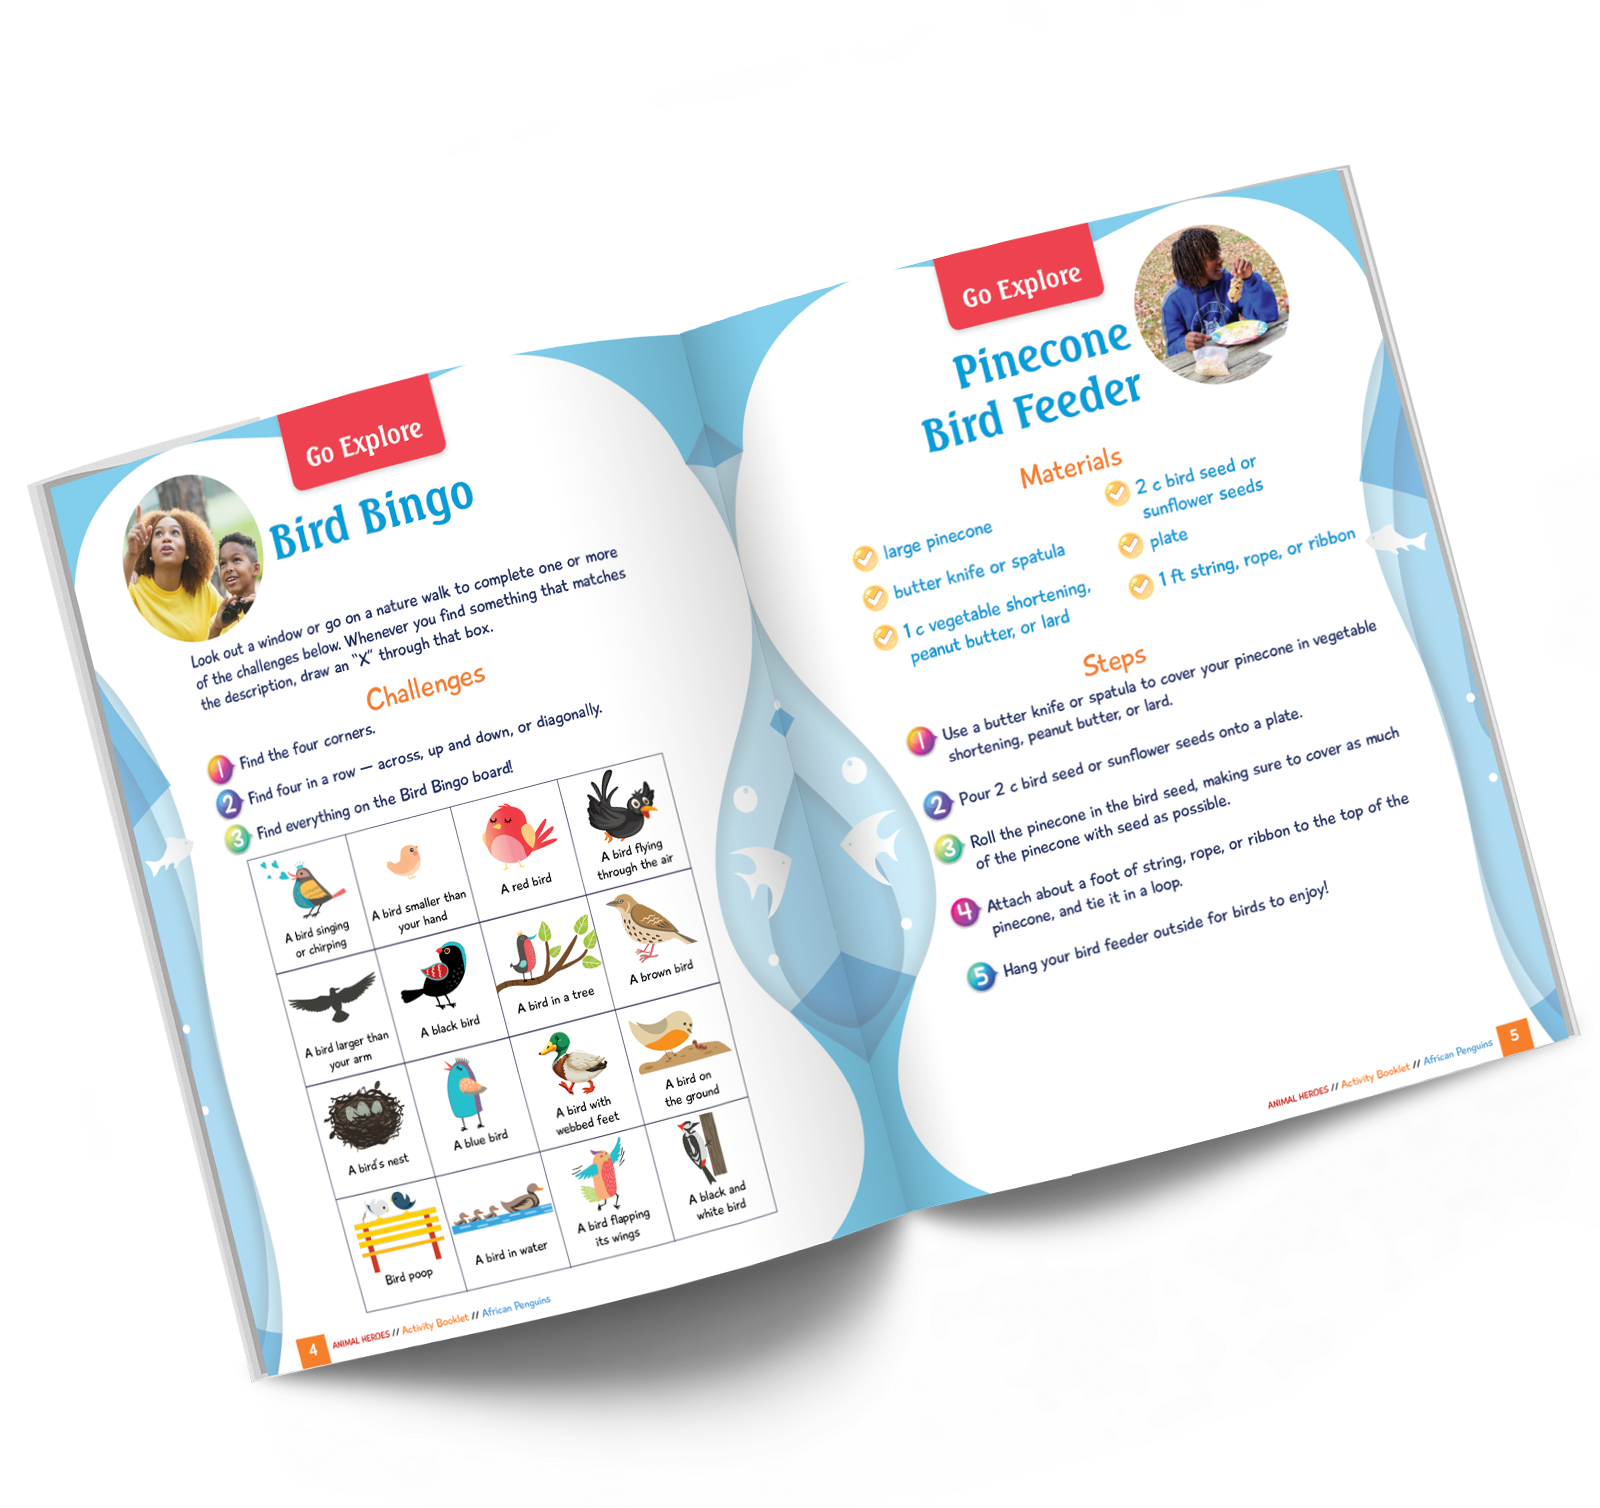 Go Explore
Bird Bingo
Look out a window or go on a nature walk to complete one or more
of the challenges below. Whenever you find something that matches
the description, draw an “X” through that box.
Challenges
1 Find the four corners.
2 Find four in a row — across, up and down, or diagonally.
3 Find everything on the Bird Bingo board!
A bird singing
or chirping
A bird smaller than
your hand
A red bird
A bird flying
through the air
A bird larger than
your arm
A black bird
A bird in a tree
A brown bird
A bird's nest
A blue bird
A bird with
webbed feet
A bird on
the ground
Bird poop
A bird in water
A bird flapping
its wings
A black and
white bird
4 ANIMAL HEROES // Activity Booklet // African Penguins
Go Explore
Pinecone
Bird Feeder
Materials
large pinecone
butter knife or spatula
1 c vegetable shortening,
peanut butter, or lard
2 c bird seed or
sunflower seeds
plate
1 ft string, rope, or ribbon
Steps
1 Use a butter knife or spatula to cover your pinecone in vegetable
shortening, peanut butter, or lard.
2 Pour 2 c bird seed or sunflower seeds onto a plate.
3 Roll the pinecone in the bird seed, making sure to cover as much
of the pinecone with seed as possible.
4 Attach about a foot of string, rope, or ribbon to the top of the
pinecone, and tie it in a loop.
5 Hang your bird feeder outside for birds to enjoy!
ANIMAL HEROES // Activity Booklet // African Penguins 5